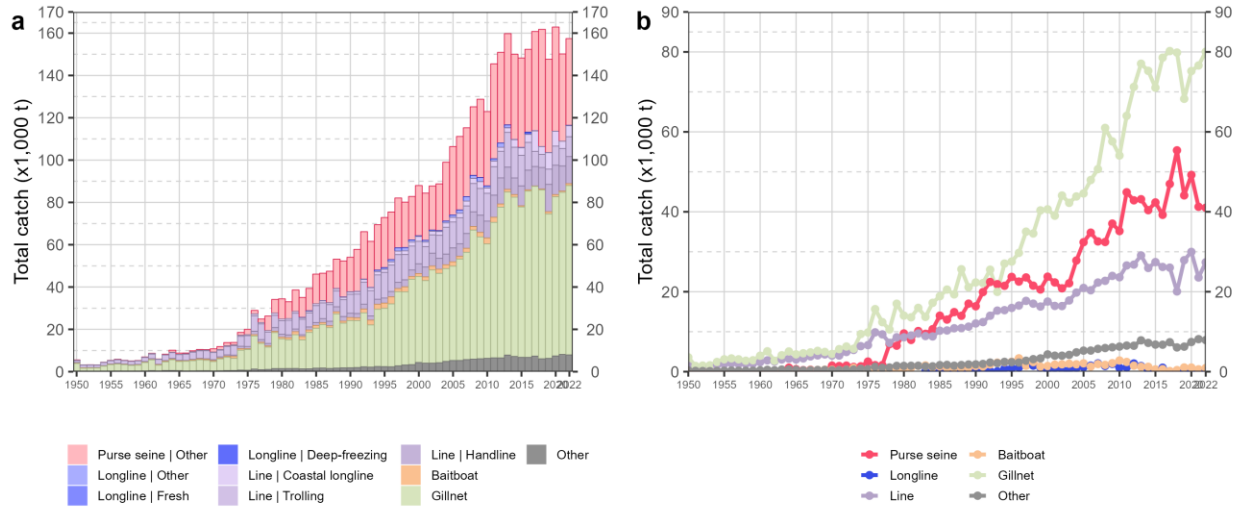 a
Total catch (x1,000 t)
170
160
140
120
100
80
60
40
20
0
170
160
140
120
100
80
60
40
20
0
1950 1955 1960 1965 1970 1975 1980 1985 1990 1995 2000 2005 2010 2015 2020 2022
Purse seine | Other
Longline | Other
Longline | Fresh
Longline | Deep-freezing
Line | Coastal longline
Line | Trolling
Line | Handline
Baitboat
Gillnet
Other
b
Total catch (x1,000 t)
90
80
60
40
20
0
90
80
60
40
20
0
1950 1955 1960 1965 1970 1975 1980 1985 1990 1995 2000 2005 2010 2015 2020 2022
Purse seine
Longline
Line
Baitboat
Gillnet
Other